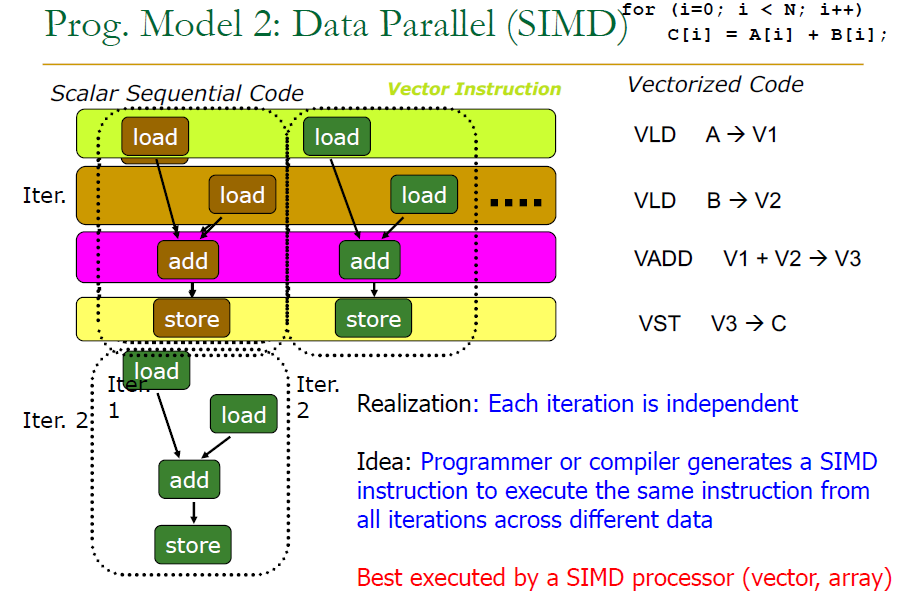 Prog. Model 2: Data Parallel (SIMD)
for (i=0; i < N; i++)
C[i] = A[i] + B[i];
Scalar Sequential Code
Vector Instruction
Vectorized Code
load
load
VLD A → V1
Iter.
load
load
▪▪▪▪
VLD B → V2
add
add
VADD V1 + V2 → V3
store
store
VST V3 → C
load
Iter.
1
Iter.
2
load
Iter. 2
add
store
Realization: Each iteration is independent
Idea: Programmer or compiler generates a SIMD
instruction to execute the same instruction from
all iterations across different data
Best executed by a SIMD processor (vector, array)